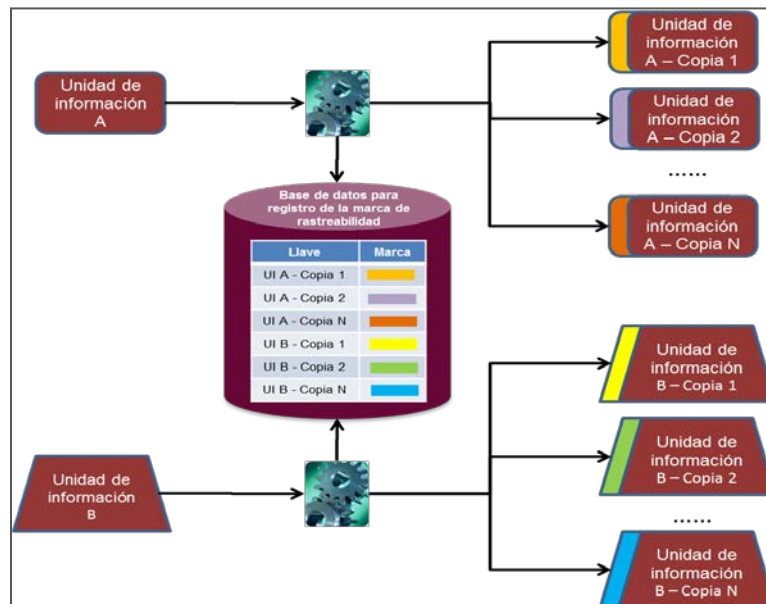 Unidad de
información
A
Unidad de
información
A – Copia 1
Unidad de
información
A – Copia 2
......
Unidad de
información
A – Copia N
Base de datos para
registro de la marca de
rastreabilidad
Llave Marca
UI A - Copia 1
UI A - Copia 2
UI A - Copia N
UI B - Copia 1
UI B - Copia 2
UI B - Copia N
Unidad de
información
B
Unidad de
información
B – Copia 1
Unidad de
información
B – Copia 2
......
Unidad de
información
B – Copia N